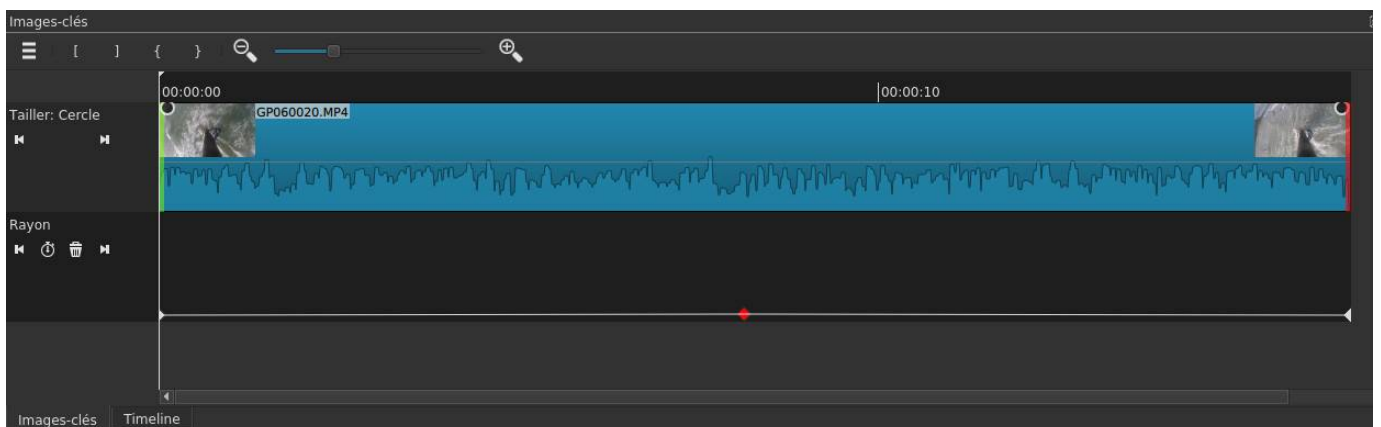 Images-clés
[ ] { }
00:00:00 00:00:10
Tailler: Cercle
GP060020.MP4
Rayon
Images-clés Timeline